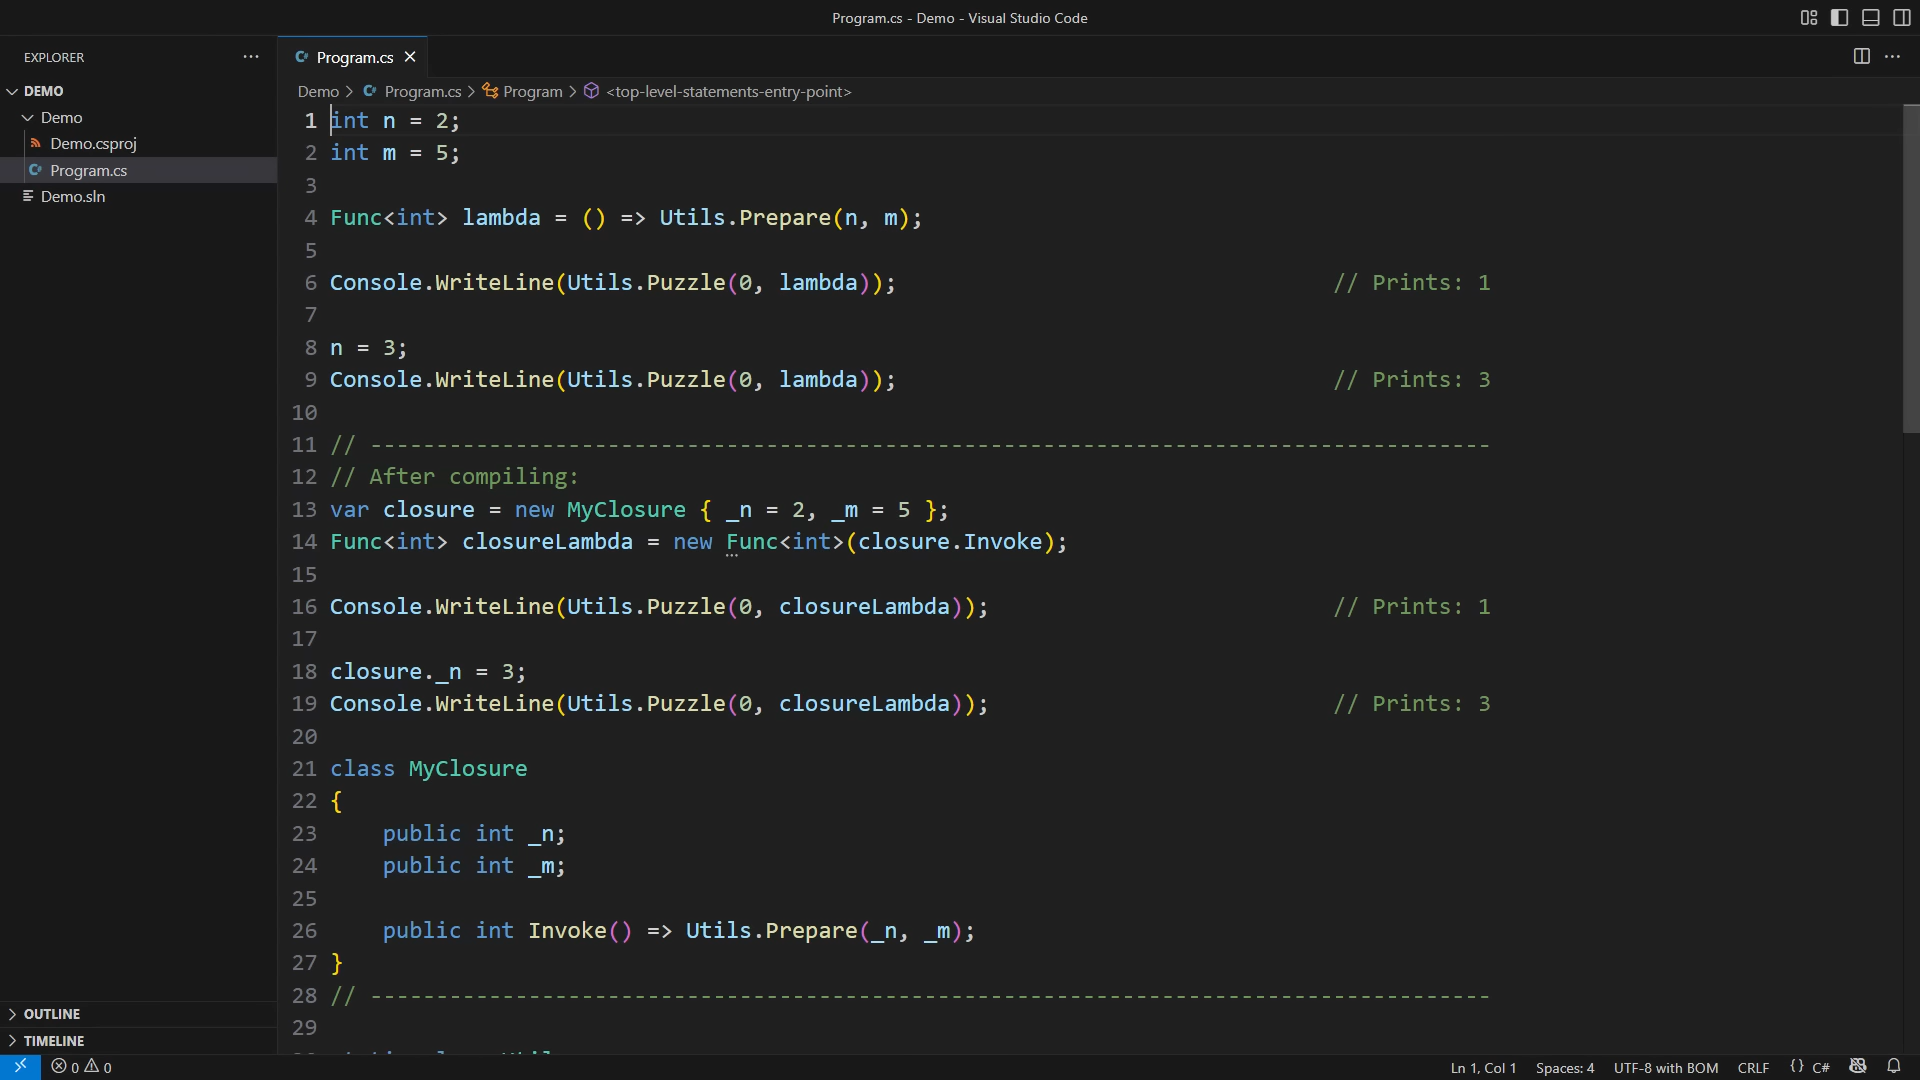 Program.cs - Demo - Visual Studio Code
EXPLORER
DEMO
Demo
Demo.csproj
Program.cs
Demo.sln
OUTLINE
TIMELINE
Program.cs
Demo > Program.cs > Program > <top-level-statements-entry-point>
1 int n = 2;
2 int m = 5;
3
4 Func<int> lambda = () => Utils.Prepare(n, m);
5
6 Console.WriteLine(Utils.Puzzle(0, lambda)); // Prints: 1
7
8 n = 3;
9 Console.WriteLine(Utils.Puzzle(0, lambda)); // Prints: 3
10
11 // -------------------------------------------------------------------------------------
12 // After compiling:
13 var closure = new MyClosure { _n = 2, _m = 5 };
14 Func<int> closureLambda = new Func<int>(closure.Invoke);
15
16 Console.WriteLine(Utils.Puzzle(0, closureLambda)); // Prints: 1
17
18 closure._n = 3;
19 Console.WriteLine(Utils.Puzzle(0, closureLambda)); // Prints: 3
20
21 class MyClosure
22 {
23 public int _n;
24 public int _m;
25
26 public int Invoke() => Utils.Prepare(_n, _m);
27 }
28 // -------------------------------------------------------------------------------------
29
0 0
Ln 1, Col 1 Spaces: 4 UTF-8 with BOM CRLF {} C#